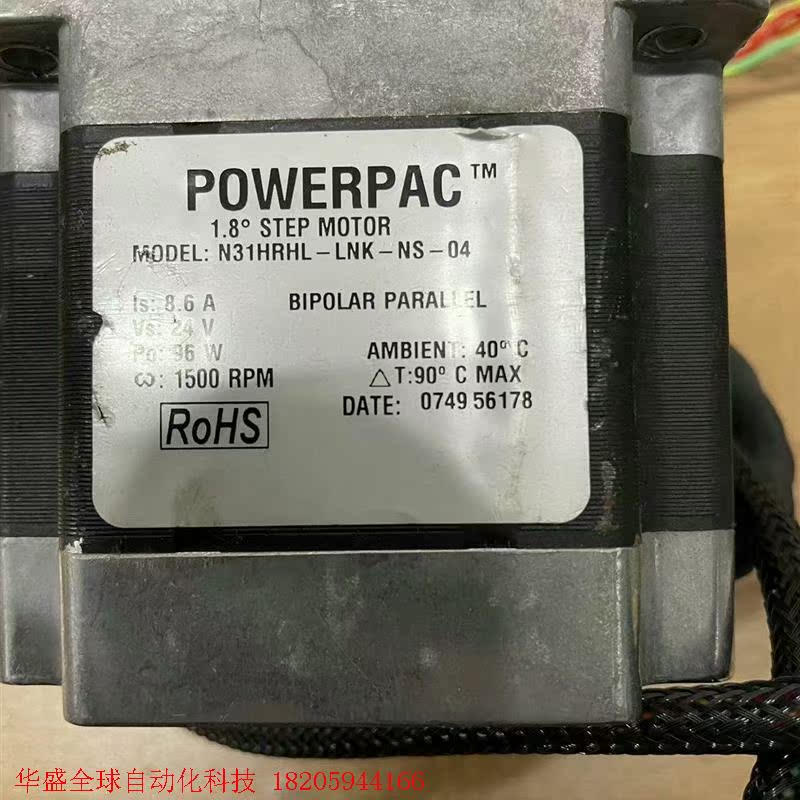 POWERPAC™
1.8° STEP MOTOR
MODEL: N31HRHL-LNK-NS-04
Is: 8.6 A BIPOLAR PARALLEL
Vs: 24 V
Po: 96 W AMBIENT: 40° C
ω: 1500 RPM △T:90° C MAX
DATE: 0749 56178
RoHS
华盛全球自动化科技 18205944166